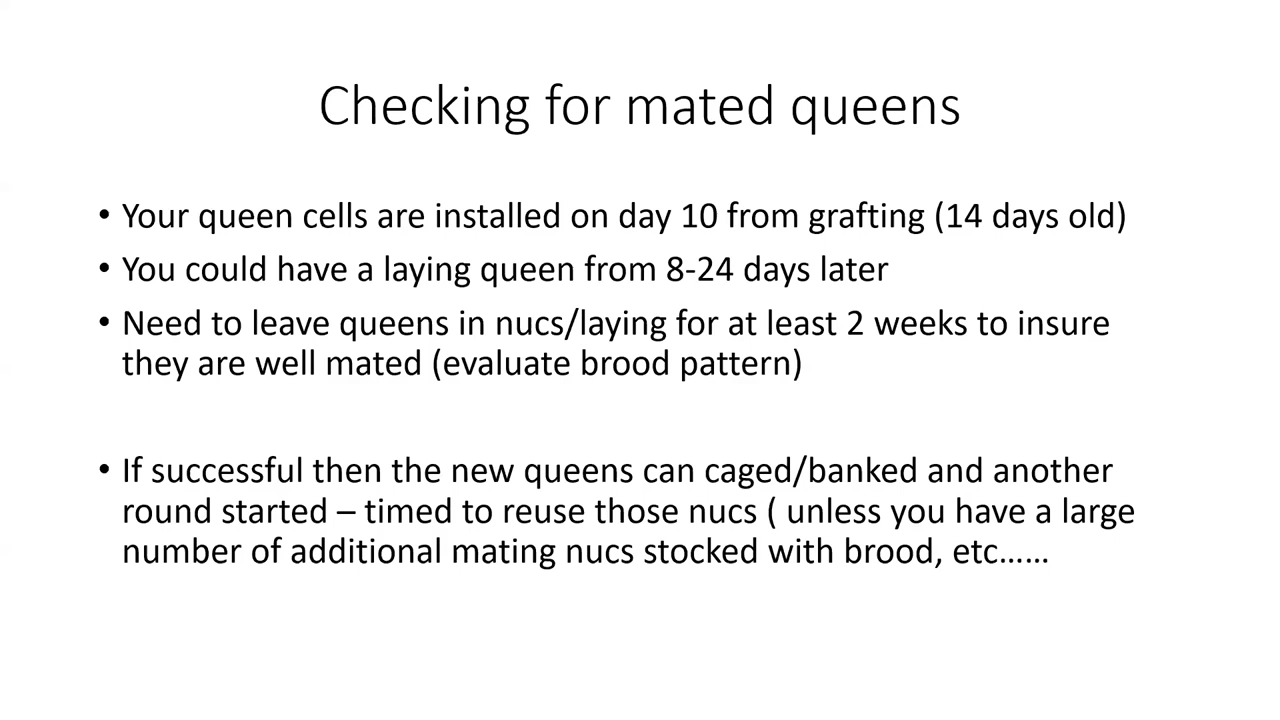 Checking for mated queens
• Your queen cells are installed on day 10 from grafting (14 days old)
• You could have a laying queen from 8-24 days later
• Need to leave queens in nucs/laying for at least 2 weeks to insure
they are well mated (evaluate brood pattern)
• If successful then the new queens can caged/banked and another
round started – timed to reuse those nucs ( unless you have a large
number of additional mating nucs stocked with brood, etc……